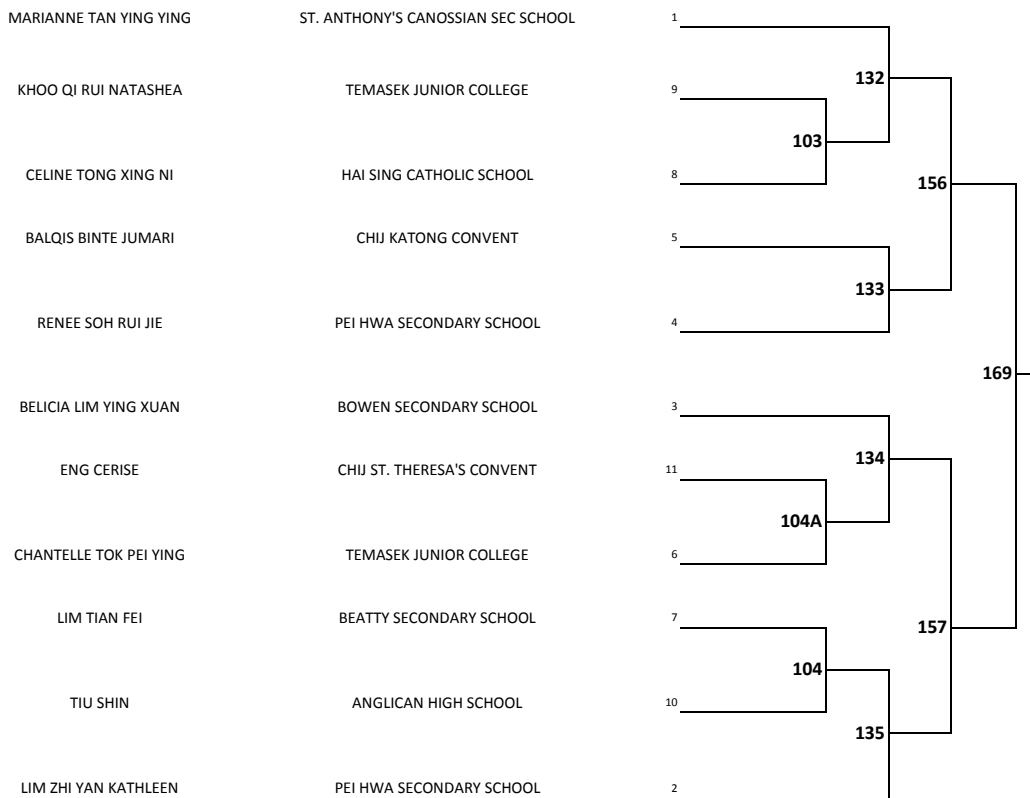 MARIANNE TAN YING YING ST. ANTHONY'S CANOSSIAN SEC SCHOOL 1
132
KHOO QI RUI NATASHEA TEMASEK JUNIOR COLLEGE 9
103
CELINE TONG XING NI HAI SING CATHOLIC SCHOOL 8
156
BALQIS BINTE JUMARI CHIJ KATONG CONVENT 5
133
RENEE SOH RUI JIE PEI HWA SECONDARY SCHOOL 4
169
BELICIA LIM YING XUAN BOWEN SECONDARY SCHOOL 3
134
ENG CERISE CHIJ ST. THERESA'S CONVENT 11
104A
CHANTELLE TOK PEI YING TEMASEK JUNIOR COLLEGE 6
LIM TIAN FEI BEATTY SECONDARY SCHOOL 7
157
104
TIU SHIN ANGLICAN HIGH SCHOOL 10
135
LIM ZHI YAN KATHLEEN PEI HWA SECONDARY SCHOOL 2